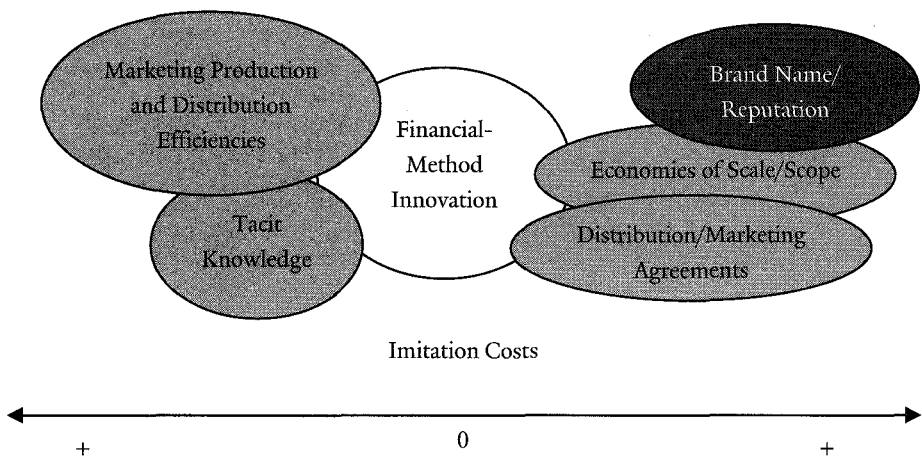 Marketing Production
and Distribution
Efficiencies
Tacit
Knowledge
Financial-
Method
Innovation
Brand Name/
Reputation
Economies of Scale/Scope
Distribution/Marketing
Agreements
Imitation Costs
+
0
+